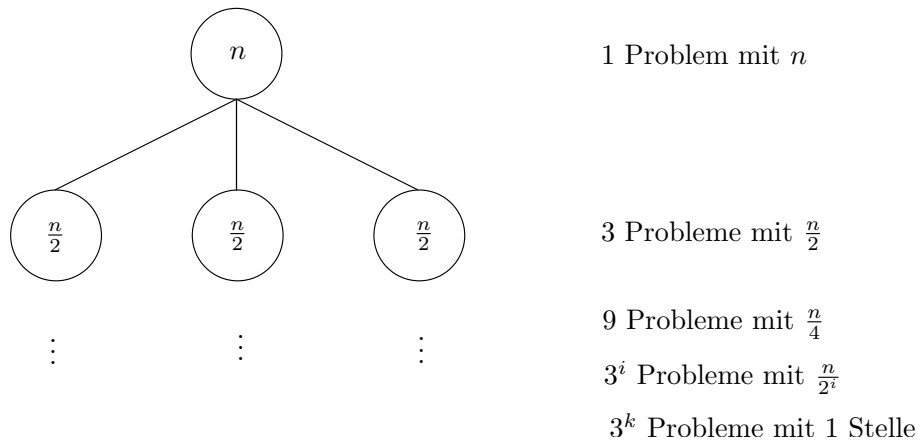 n 1 Problem mit n
n/2 n/2 n/2 3 Probleme mit n/2
⋮ ⋮ ⋮ 9 Probleme mit n/4
3^i Probleme mit n/2^i
3^k Probleme mit 1 Stelle